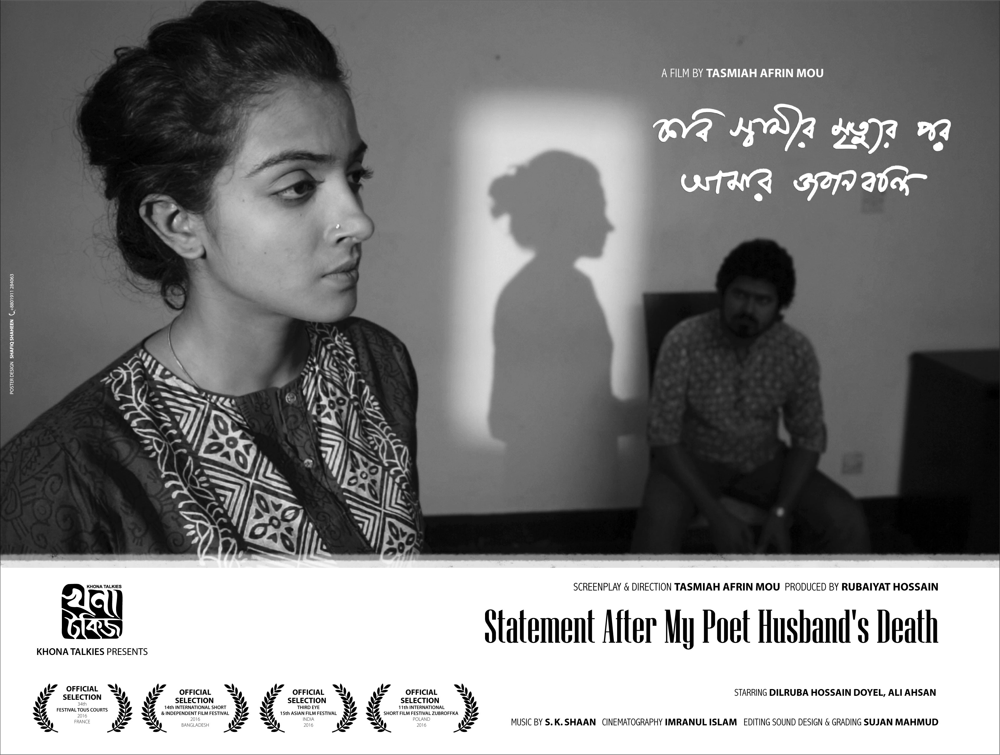 A FILM BY TASMIAH AFRIN MOU
কবি স্বামীর মৃত্যুর পর
আমার জবানবন্দি
POSTER DESIGN SHAFIQ SHAHEEN +8801911 284063
KHONA TALKIES
খনা
টকিজ
KHONA TALKIES PRESENTS
SCREENPLAY & DIRECTION TASMIAH AFRIN MOU PRODUCED BY RUBAIYAT HOSSAIN
Statement After My Poet Husband's Death
OFFICIAL
SELECTION
34th
FESTIVAL TOUS COURTS
2016
FRANCE
OFFICIAL
SELECTION
14th INTERNATIONAL SHORT
& INDEPENDENT FILM FESTIVAL
2016
BANGLADESH
OFFICIAL
SELECTION
THIRD EYE
15th ASIAN FILM FESTIVAL
INDIA
2016
OFFICIAL
SELECTION
11th INTERNATIONAL
SHORT FILM FESTIVAL ZUBROFFKA
POLAND
2016
STARRING DILRUBA HOSSAIN DOYEL, ALI AHSAN
MUSIC BY S. K. SHAAN CINEMATOGRAPHY IMRANUL ISLAM EDITING SOUND DESIGN & GRADING SUJAN MAHMUD